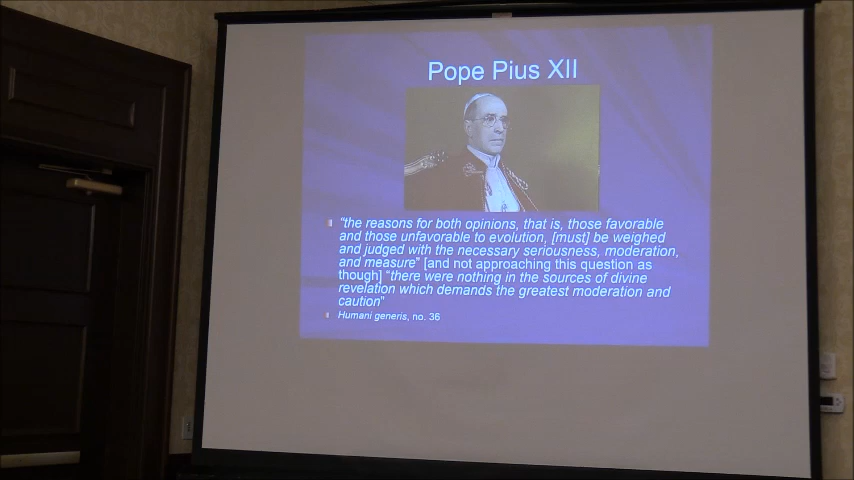 Pope Pius XII
"the reasons for both opinions, that is, those favorable
and those unfavorable to evolution, [must] be weighed
and judged with the necessary seriousness, moderation,
and measure" [and not approaching this question as
though] "there were nothing in the sources of divine
revelation which demands the greatest moderation and
caution"
Humani generis, no. 36